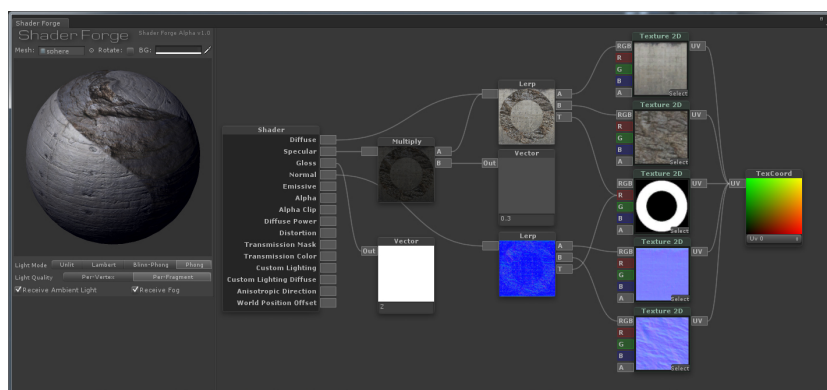 Shader Forge
Shader Forge
Shader Forge Alpha v1.0
Mesh: sphere Rotate: BG:
Light Mode Unlit Lambert Blinn-Phong Phong
Light Quality Per-Vertex Per-Fragment
Receive Ambient Light Receive Fog
Shader
Diffuse
Specular
Gloss
Normal
Emissive
Alpha
Alpha Clip
Diffuse Power
Distortion
Transmission Mask
Transmission Color
Custom Lighting
Custom Lighting Diffuse
Anisotropic Direction
World Position Offset
Multiply
A
B
Vector
Out
2
Lerp
A
B
T
Vector
Out
0.3
Lerp
A
B
T
Texture 2D
RGB UV
R
G
B
A
Select
Texture 2D
RGB UV
R
G
B
A
Select
Texture 2D
RGB UV
R
G
B
A
Select
Texture 2D
RGB UV
R
G
B
A
Select
Texture 2D
RGB UV
R
G
B
A
Select
TexCoord
UV
Uv 0